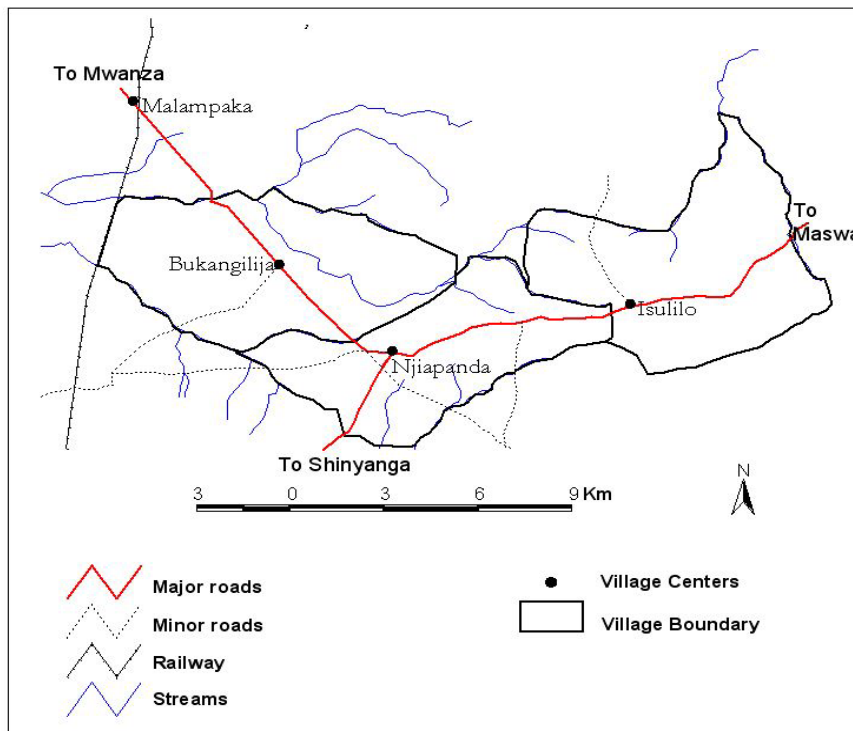 To Mwanza
Malampaka
To
Maswa
Bukangilija
Isulilo
Njiapanda
To Shinyanga
N
3 0 3 6 9 Km
Major roads
Minor roads
Railway
Streams
Village Centers
Village Boundary